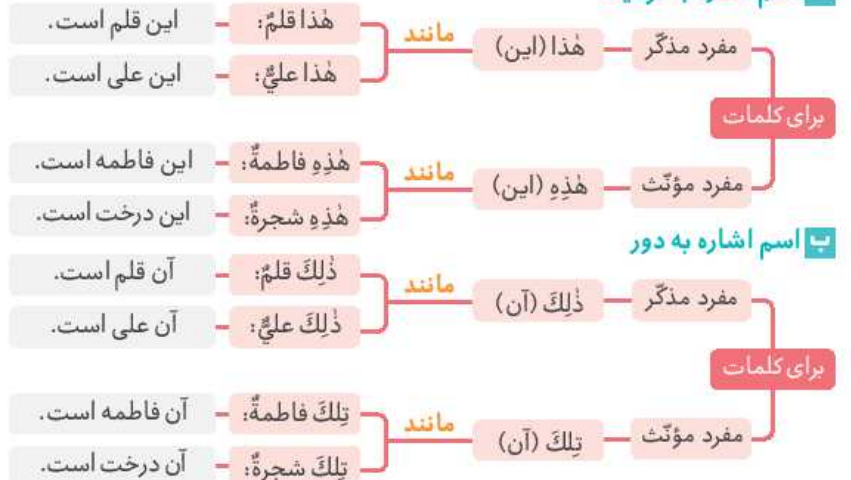 اسم اشاره به
برای کلمات
مفرد مذکّر
هٰذا (این)
مانند
هٰذا قلمٌ:
این قلم است.
هٰذا عليٌّ:
این علی است.
مفرد مؤنّث
هٰذِهِ (این)
مانند
هٰذِهِ فاطمةٌ:
این فاطمه است.
هٰذِهِ شجرةٌ:
این درخت است.
ب اسم اشاره به دور
برای کلمات
مفرد مذکّر
ذٰلِكَ (آن)
مانند
ذٰلِكَ قلمٌ:
آن قلم است.
ذٰلِكَ عليٌّ:
آن علی است.
مفرد مؤنّث
تِلكَ (آن)
مانند
تِلكَ فاطمةٌ:
آن فاطمه است.
تِلكَ شجرةٌ:
آن درخت است.